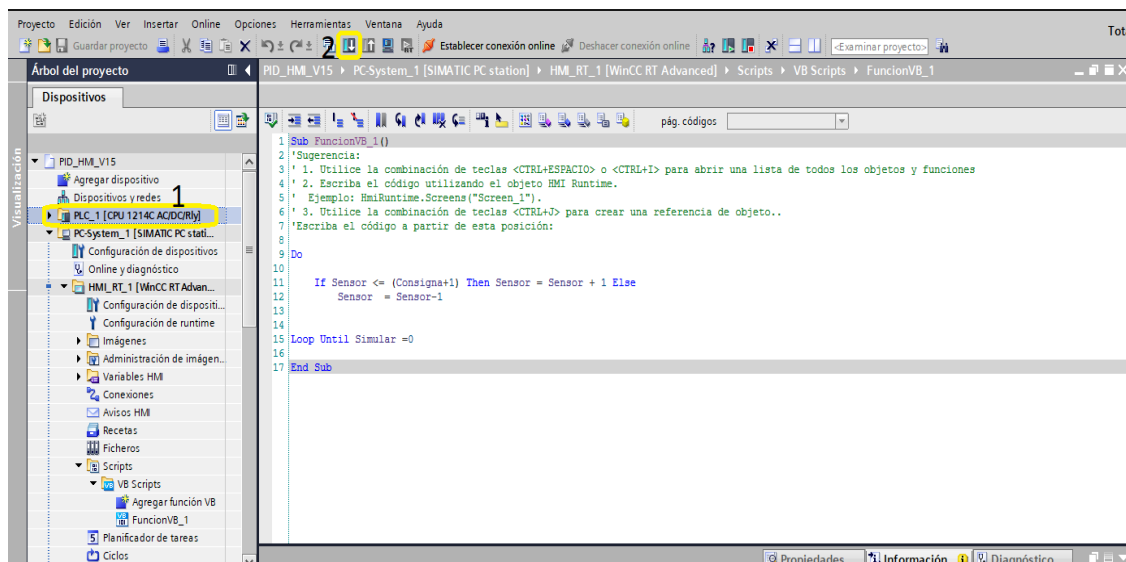 Proyecto Edición Ver Insertar Online Opciones Herramientas Ventana Ayuda
Tot
Guardar proyecto 2 Establecer conexión online Deshacer conexión online <Examinar proyecto>
Árbol del proyecto
PID_HMI_V15 PC-System_1 [SIMATIC PC station] HMI_RT_1 [WinCC RT Advanced] Scripts VB Scripts FuncionVB_1
Dispositivos
Visualización
pág. códigos
PID_HMI_V15
Agregar dispositivo
Dispositivos y redes 1
PLC_1 [CPU 1214C AC/DC/Rly]
PC-System_1 [SIMATIC PC stati...
Configuración de dispositivos
Online y diagnóstico
HMI_RT_1 [WinCC RT Advan...
Configuración de dispositi...
Configuración de runtime
Imágenes
Administración de imágen...
Variables HMI
Conexiones
Avisos HMI
Recetas
Ficheros
Scripts
VB Scripts
Agregar función VB
FuncionVB_1
Planificador de tareas
Ciclos
1 Sub FuncionVB_1()
2 'Sugerencia:
3 ' 1. Utilice la combinación de teclas <CTRL+ESPACIO> o <CTRL+I> para abrir una lista de todos los objetos y funciones
4 ' 2. Escriba el código utilizando el objeto HMI Runtime.
5 ' Ejemplo: HmiRuntime.Screens("Screen_1").
6 ' 3. Utilice la combinación de teclas <CTRL+J> para crear una referencia de objeto..
7 'Escriba el código a partir de esta posición:
8
9 Do
10
11 If Sensor <= (Consigna+1) Then Sensor = Sensor + 1 Else
12 Sensor = Sensor-1
13
14
15 Loop Until Simular =0
16
17 End Sub
Propiedades Información Diagnóstico